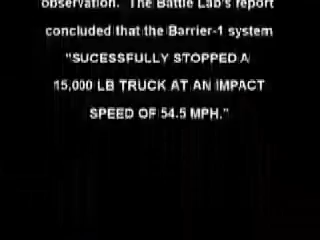 observation. The Battle Lab's report
concluded that the Barrier-1 system
"SUCESSFULLY STOPPED A
15,000 LB TRUCK AT AN IMPACT
SPEED OF 54.5 MPH."